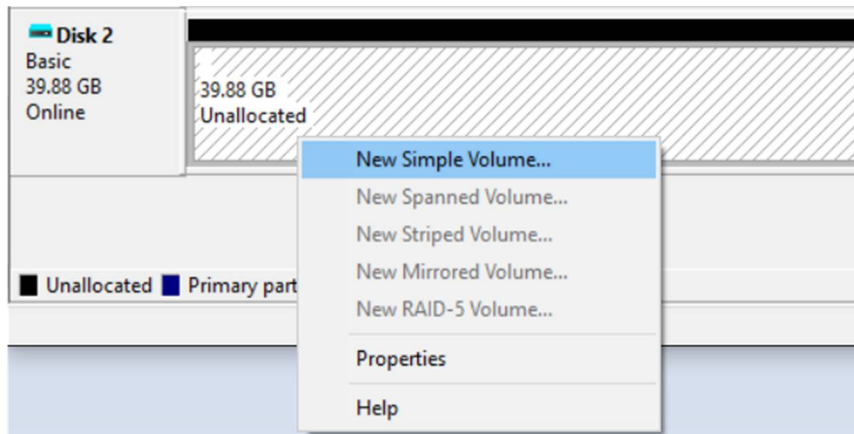 Disk 2
Basic
39.88 GB
Online
39.88 GB
Unallocated
New Simple Volume...
New Spanned Volume...
New Striped Volume...
New Mirrored Volume...
New RAID-5 Volume...
Properties
Help
Unallocated Primary part